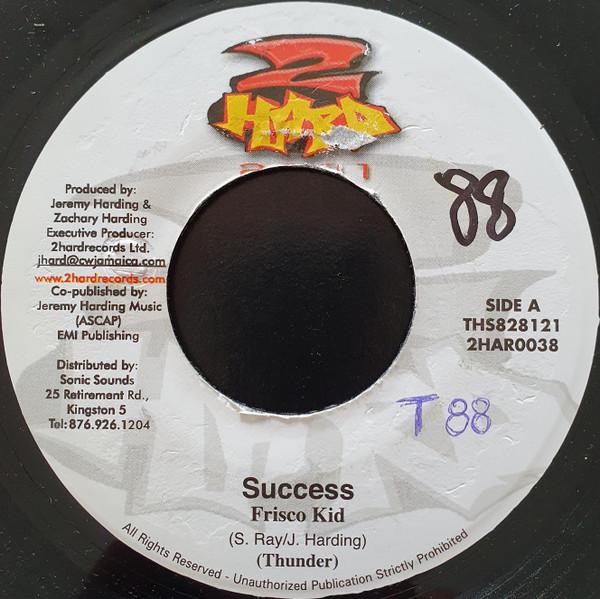 2
HARD
Produced by:
Jeremy Harding &
Zachary Harding
Executive Producer:
2hardrecords Ltd.
jhard@cwjamaica.com
www.2hardrecords.com
Co-published by:
Jeremy Harding Music
(ASCAP)
EMI Publishing
Distributed by:
Sonic Sounds
25 Retirement Rd.,
Kingston 5
Tel:876.926.1204
88
SIDE A
THS828121
2HAR0038
T 88
Success
Frisco Kid
(S. Ray/J. Harding)
(Thunder)
All Rights Reserved - Unauthorized Publication Strictly Prohibited